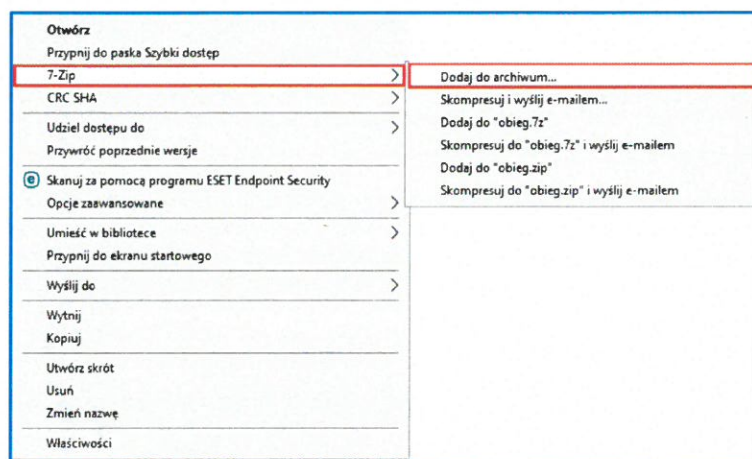 Otwórz
Przypnij do paska Szybki dostęp
7-Zip
CRC SHA
Udziel dostępu do
Przywróć poprzednie wersje
Skanuj za pomocą programu ESET Endpoint Security
Opcje zaawansowane
Umieść w bibliotece
Przypnij do ekranu startowego
Wyślij do
Wytnij
Kopiuj
Utwórz skrót
Usuń
Zmień nazwę
Właściwości
Dodaj do archiwum...
Skompresuj i wyślij e-mailem...
Dodaj do "obieg.7z"
Skompresuj do "obieg.7z" i wyślij e-mailem
Dodaj do "obieg.zip"
Skompresuj do "obieg.zip" i wyślij e-mailem